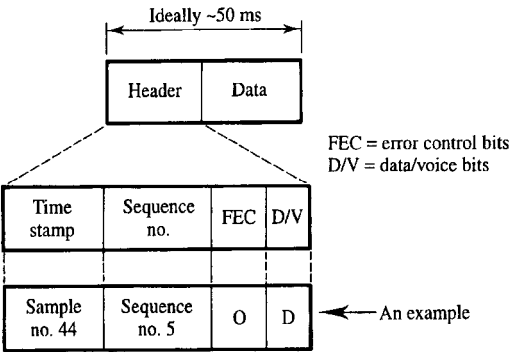 Ideally ~50 ms
Header
Data
FEC = error control bits
D/V = data/voice bits
Time
stamp
Sequence
no.
FEC
D/V
Sample
no. 44
Sequence
no. 5
O
D
An example